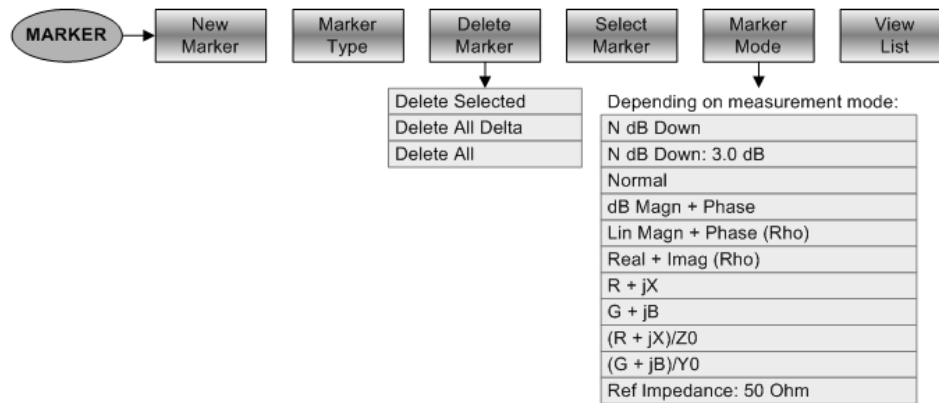 MARKER
New
Marker
Marker
Type
Delete
Marker
Select
Marker
Marker
Mode
View
List
Delete Selected
Delete All Delta
Delete All
Depending on measurement mode:
N dB Down
N dB Down: 3.0 dB
Normal
dB Magn + Phase
Lin Magn + Phase (Rho)
Real + Imag (Rho)
R + jX
G + jB
(R + jX)/Z0
(G + jB)/Y0
Ref Impedance: 50 Ohm